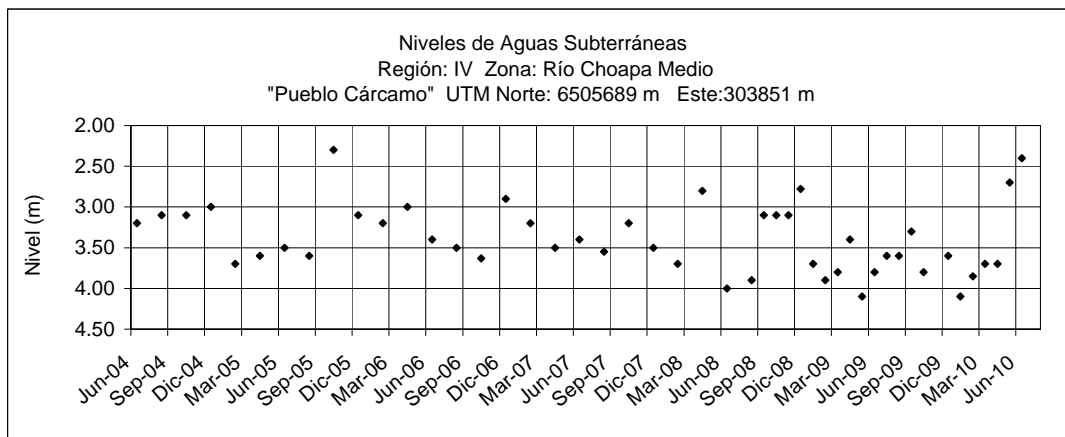 Niveles de Aguas Subterráneas
Región: IV  Zona: Río Choapa Medio
"Pueblo Cárcamo"  UTM Norte: 6505689 m   Este:303851 m
Nivel (m)
2.00
2.50
3.00
3.50
4.00
4.50
Jun-04
Sep-04
Dic-04
Mar-05
Jun-05
Sep-05
Dic-05
Mar-06
Jun-06
Sep-06
Dic-06
Mar-07
Jun-07
Sep-07
Dic-07
Mar-08
Jun-08
Sep-08
Dic-08
Mar-09
Jun-09
Sep-09
Dic-09
Mar-10
Jun-10